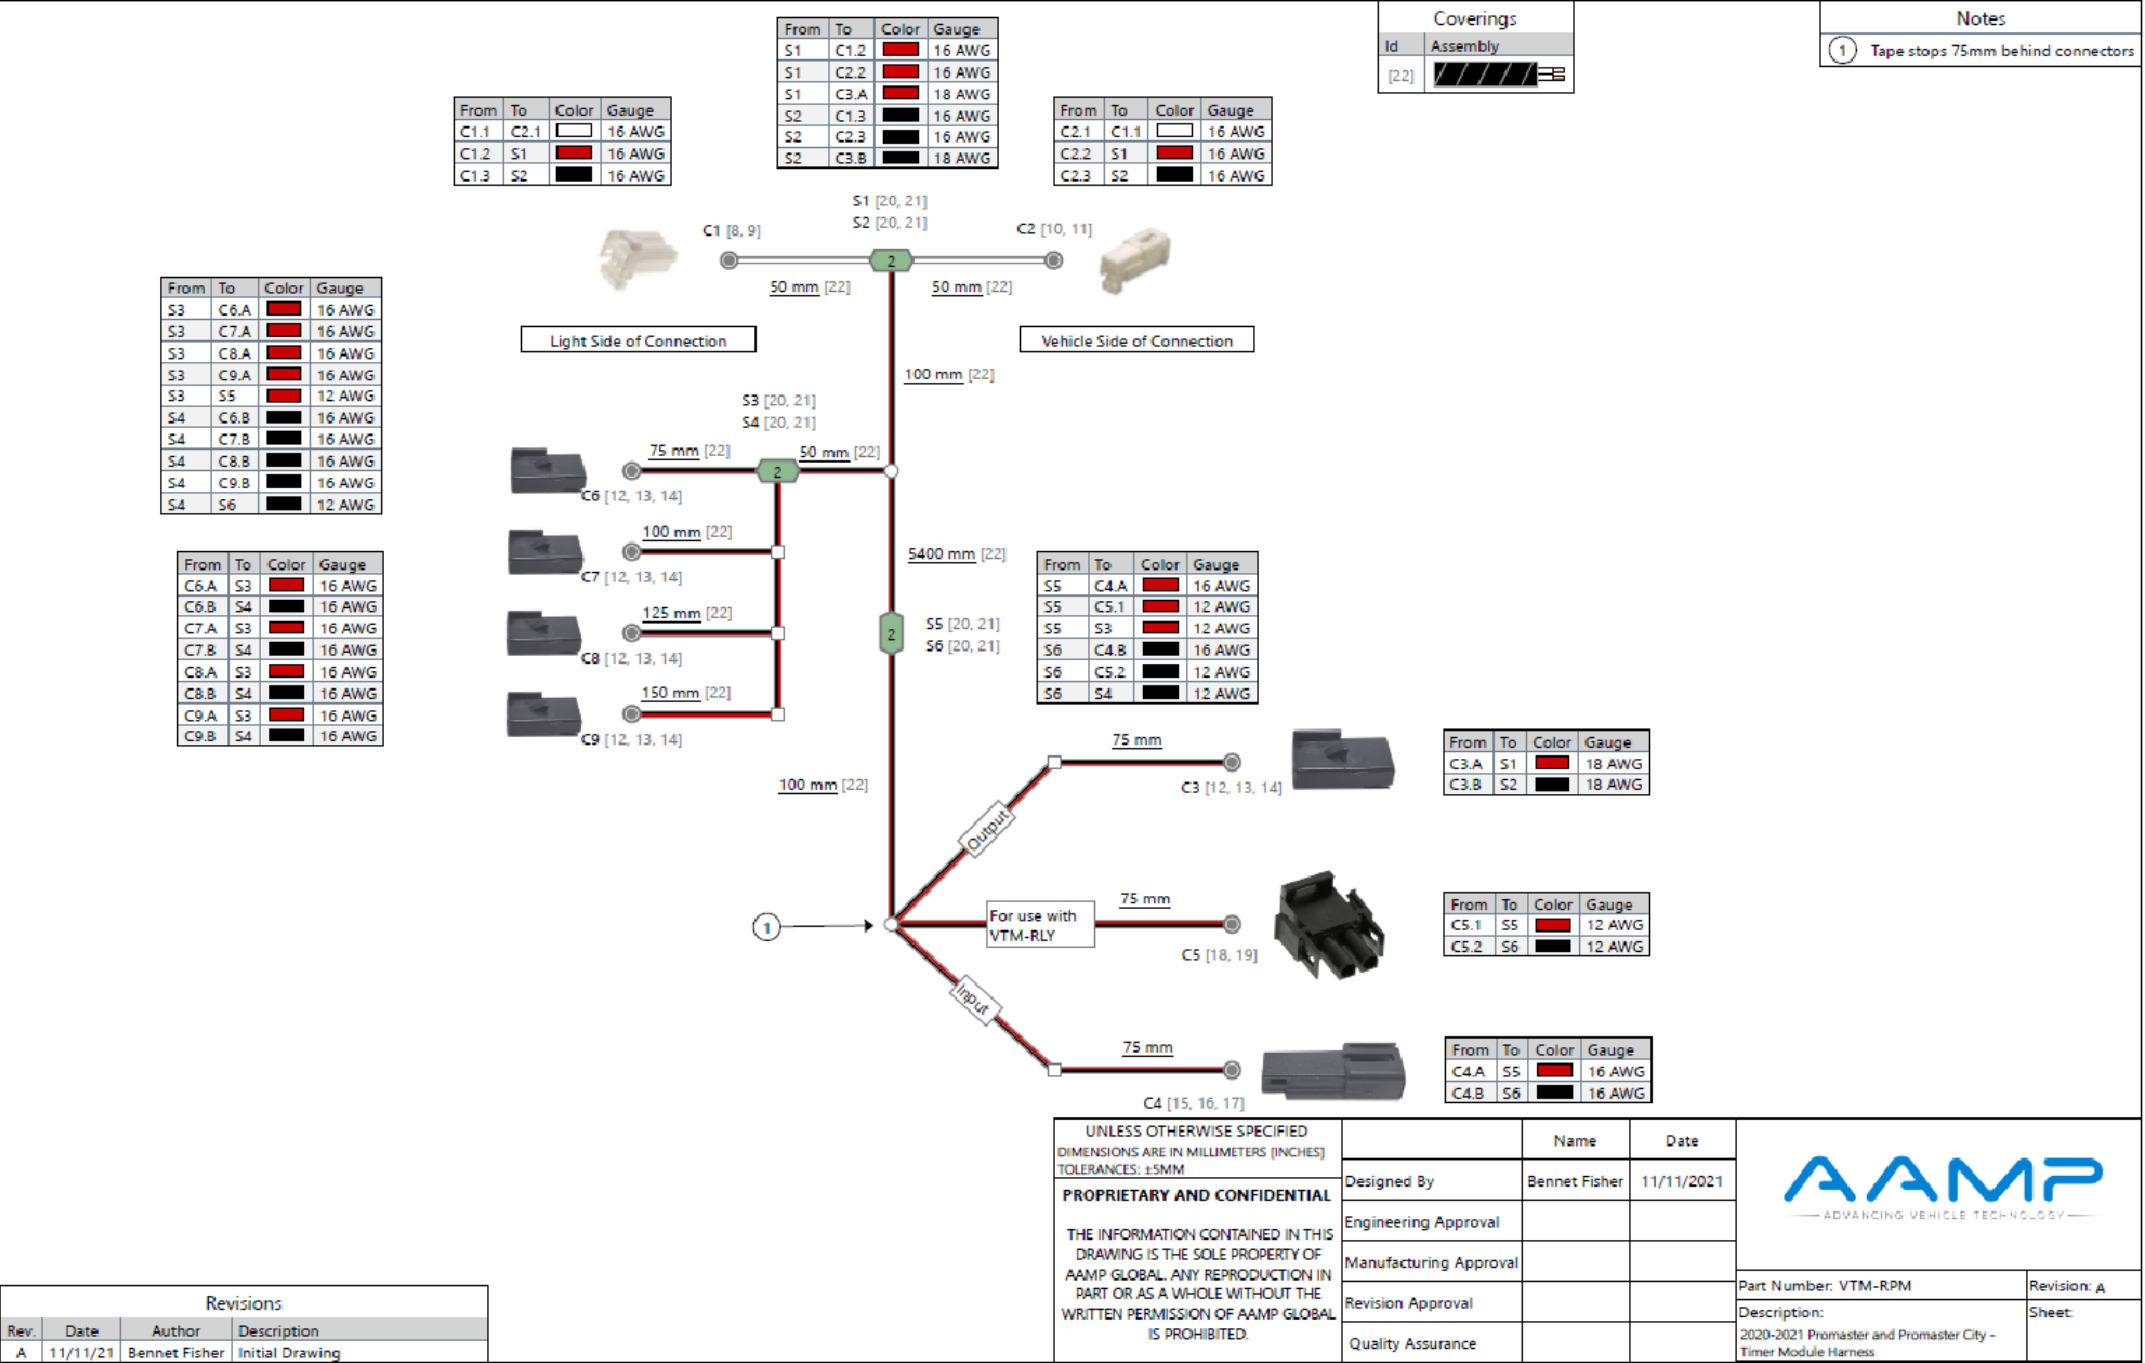 From To Color Gauge
S1 C1.2 16 AWG
S1 C2.2 16 AWG
S1 C3.A 18 AWG
S2 C1.3 16 AWG
S2 C2.3 16 AWG
S2 C3.B 18 AWG
Coverings
Id Assembly
[22]
Notes
1 Tape stops 75mm behind connectors
From To Color Gauge
C1.1 C2.1 16 AWG
C1.2 S1 16 AWG
C1.3 S2 16 AWG
From To Color Gauge
C2.1 C1.1 16 AWG
C2.2 S1 16 AWG
C2.3 S2 16 AWG
S1 [20, 21]
S2 [20, 21]
C1 [8, 9]
C2 [10, 11]
2
50 mm [22]
50 mm [22]
Light Side of Connection
Vehicle Side of Connection
100 mm [22]
From To Color Gauge
S3 C6.A 16 AWG
S3 C7.A 16 AWG
S3 C8.A 16 AWG
S3 C9.A 16 AWG
S3 S5 12 AWG
S4 C6.B 16 AWG
S4 C7.B 16 AWG
S4 C8.B 16 AWG
S4 C9.B 16 AWG
S4 S6 12 AWG
S3 [20, 21]
S4 [20, 21]
75 mm [22]
2
50 mm [22]
C6 [12, 13, 14]
100 mm [22]
C7 [12, 13, 14]
125 mm [22]
C8 [12, 13, 14]
150 mm [22]
C9 [12, 13, 14]
From To Color Gauge
C6.A S3 16 AWG
C6.B S4 16 AWG
C7.A S3 16 AWG
C7.B S4 16 AWG
C8.A S3 16 AWG
C8.B S4 16 AWG
C9.A S3 16 AWG
C9.B S4 16 AWG
5400 mm [22]
2
S5 [20, 21]
S6 [20, 21]
From To Color Gauge
S5 C4.A 16 AWG
S5 C5.1 12 AWG
S5 S3 12 AWG
S6 C4.B 16 AWG
S6 C5.2 12 AWG
S6 S4 12 AWG
100 mm [22]
75 mm
Output
C3 [12, 13, 14]
From To Color Gauge
C3.A S1 18 AWG
C3.B S2 18 AWG
1
For use with
VTM-RLY
75 mm
C5 [18, 19]
From To Color Gauge
C5.1 S5 12 AWG
C5.2 S6 12 AWG
Input
75 mm
C4 [15, 16, 17]
From To Color Gauge
C4.A S5 16 AWG
C4.B S6 16 AWG
UNLESS OTHERWISE SPECIFIED
DIMENSIONS ARE IN MILLIMETERS [INCHES]
TOLERANCES: ±5MM
PROPRIETARY AND CONFIDENTIAL
THE INFORMATION CONTAINED IN THIS
DRAWING IS THE SOLE PROPERTY OF
AAMP GLOBAL. ANY REPRODUCTION IN
PART OR AS A WHOLE WITHOUT THE
WRITTEN PERMISSION OF AAMP GLOBAL
IS PROHIBITED.
Name Date
Designed By Bennet Fisher 11/11/2021
Engineering Approval
Manufacturing Approval
Revision Approval
Quality Assurance
AAMP
ADVANCING VEHICLE TECHNOLOGY
Part Number: VTM-RPM
Revision: A
Description:
2020-2021 Promaster and Promaster City -
Timer Module Harness
Sheet:
Revisions
Rev. Date Author Description
A 11/11/21 Bennet Fisher Initial Drawing